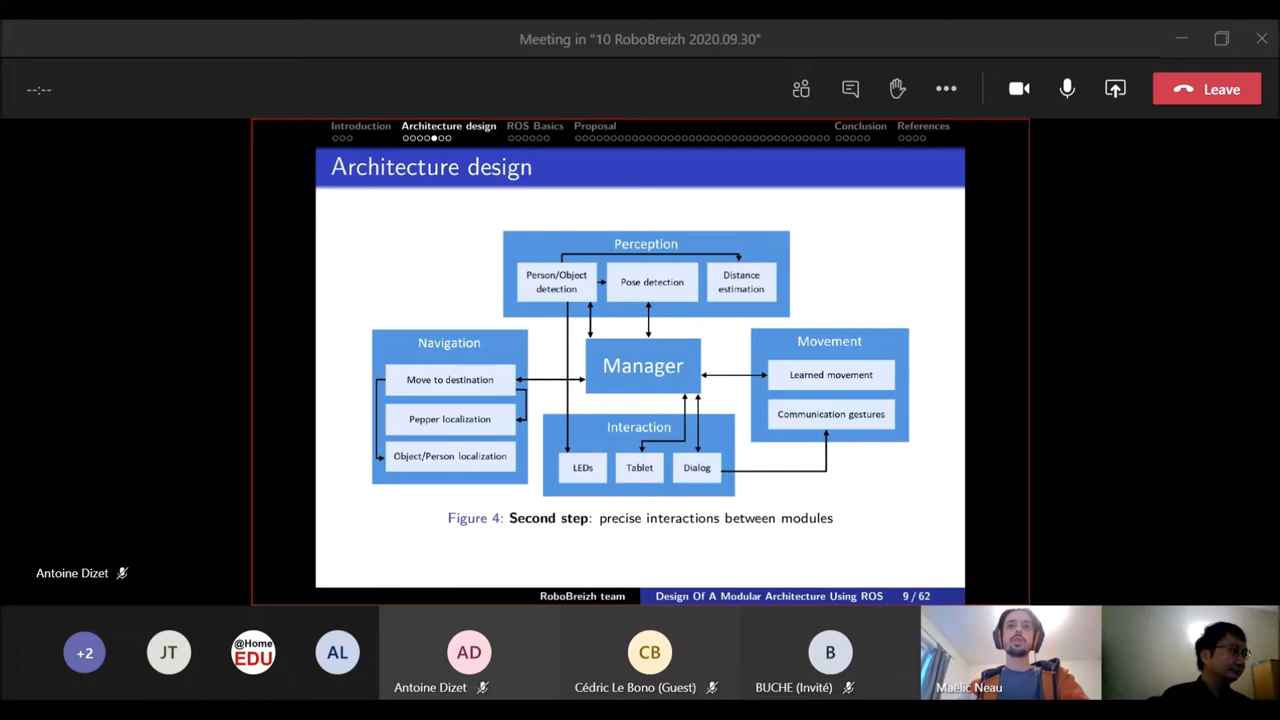 Meeting in "10 RoboBreizh 2020.09.30"
--:--
Leave
Introduction Architecture design ROS Basics Proposal Conclusion References
Architecture design
Perception
Person/Object
detection
Pose detection
Distance
estimation
Navigation
Move to destination
Pepper localization
Object/Person localization
Manager
Movement
Learned movement
Communication gestures
Interaction
LEDs
Tablet
Dialog
Figure 4: Second step: precise interactions between modules
Antoine Dizet
RoboBreizh team Design Of A Modular Architecture Using ROS 9 / 62
+2
JT
@Home
EDU
AL
AD
Antoine Dizet
CB
Cédric Le Bono (Guest)
B
BUCHE (Invité)
Maëlic Neau